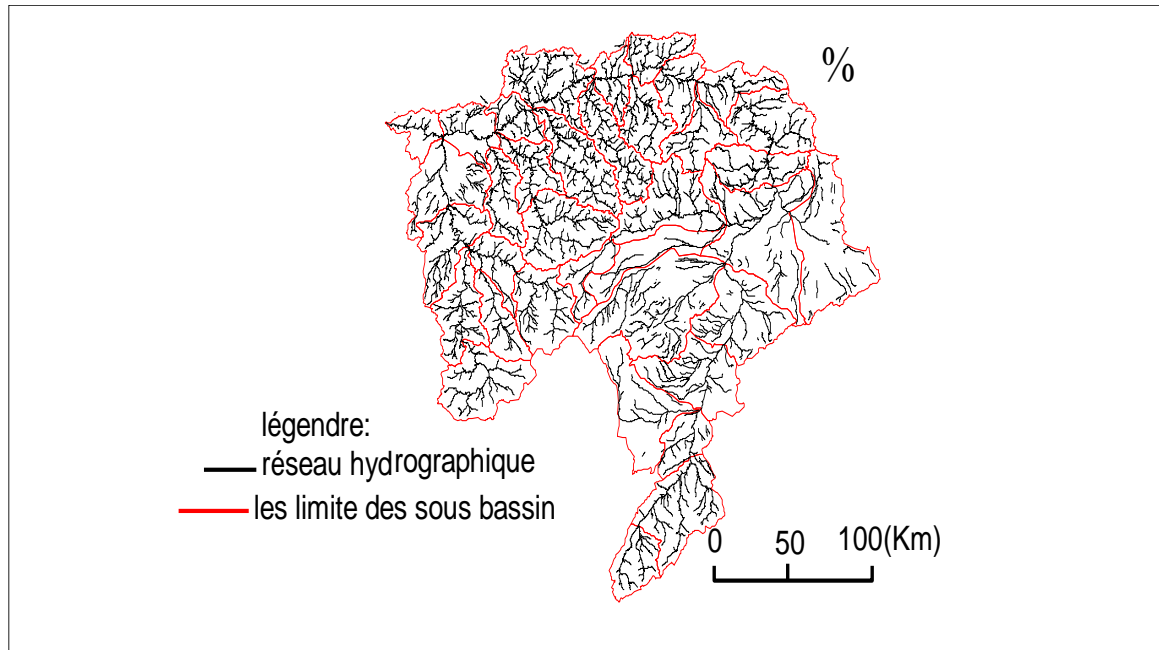 %
légendre:
réseau hydrographique
les limite des sous bassin
0 50 100(Km)